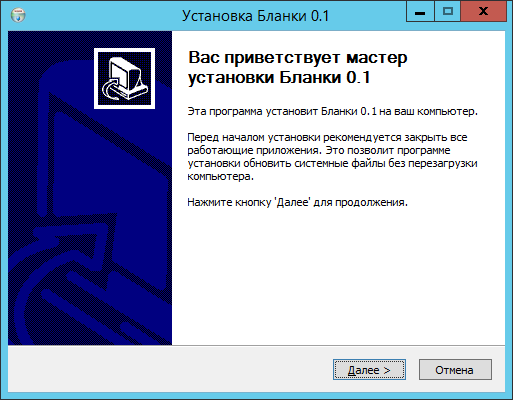 Установка Бланки 0.1
Вас приветствует мастер
установки Бланки 0.1
Эта программа установит Бланки 0.1 на ваш компьютер.
Перед началом установки рекомендуется закрыть все
работающие приложения. Это позволит программе
установки обновить системные файлы без перезагрузки
компьютера.
Нажмите кнопку 'Далее' для продолжения.
Далее >
Отмена